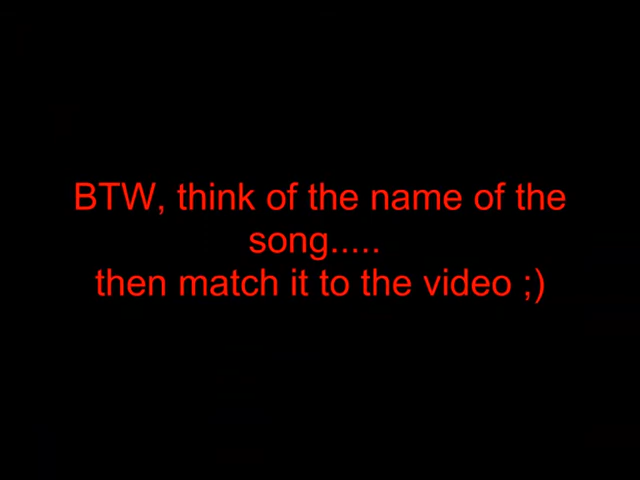 BTW, think of the name of the
song.....
then match it to the video ;)